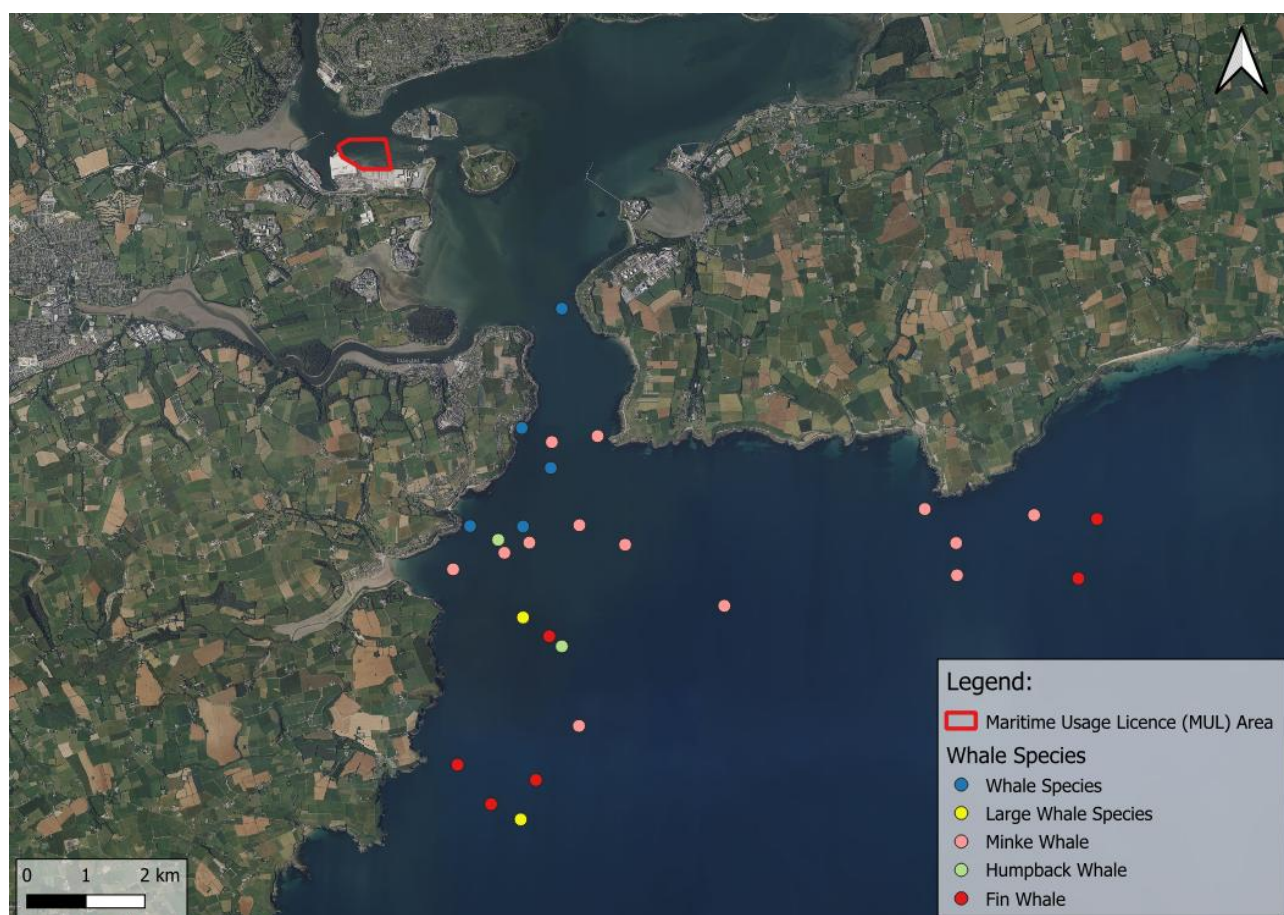 Legend:
Maritime Usage Licence (MUL) Area
Whale Species
Whale Species
Large Whale Species
Minke Whale
Humpback Whale
Fin Whale
0 1 2 km